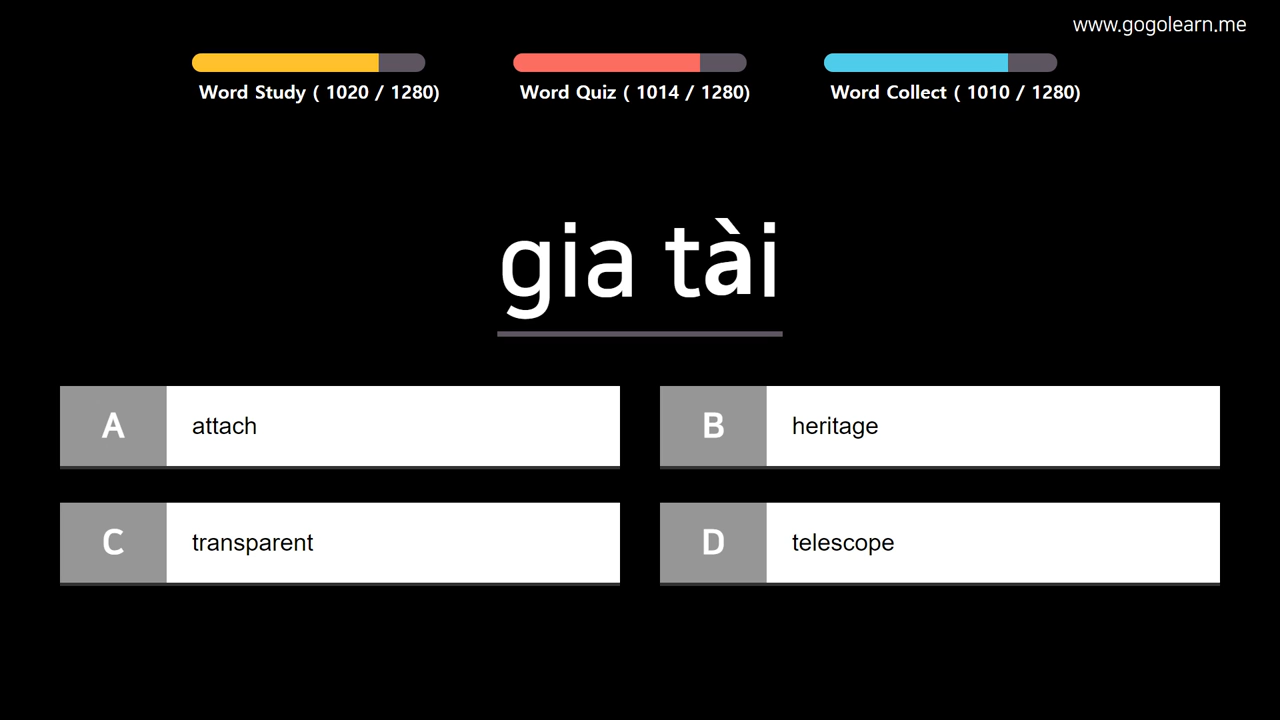 www.gogolearn.me
Word Study ( 1020 / 1280)
Word Quiz ( 1014 / 1280)
Word Collect ( 1010 / 1280)
gia tài
A attach
B heritage
C transparent
D telescope